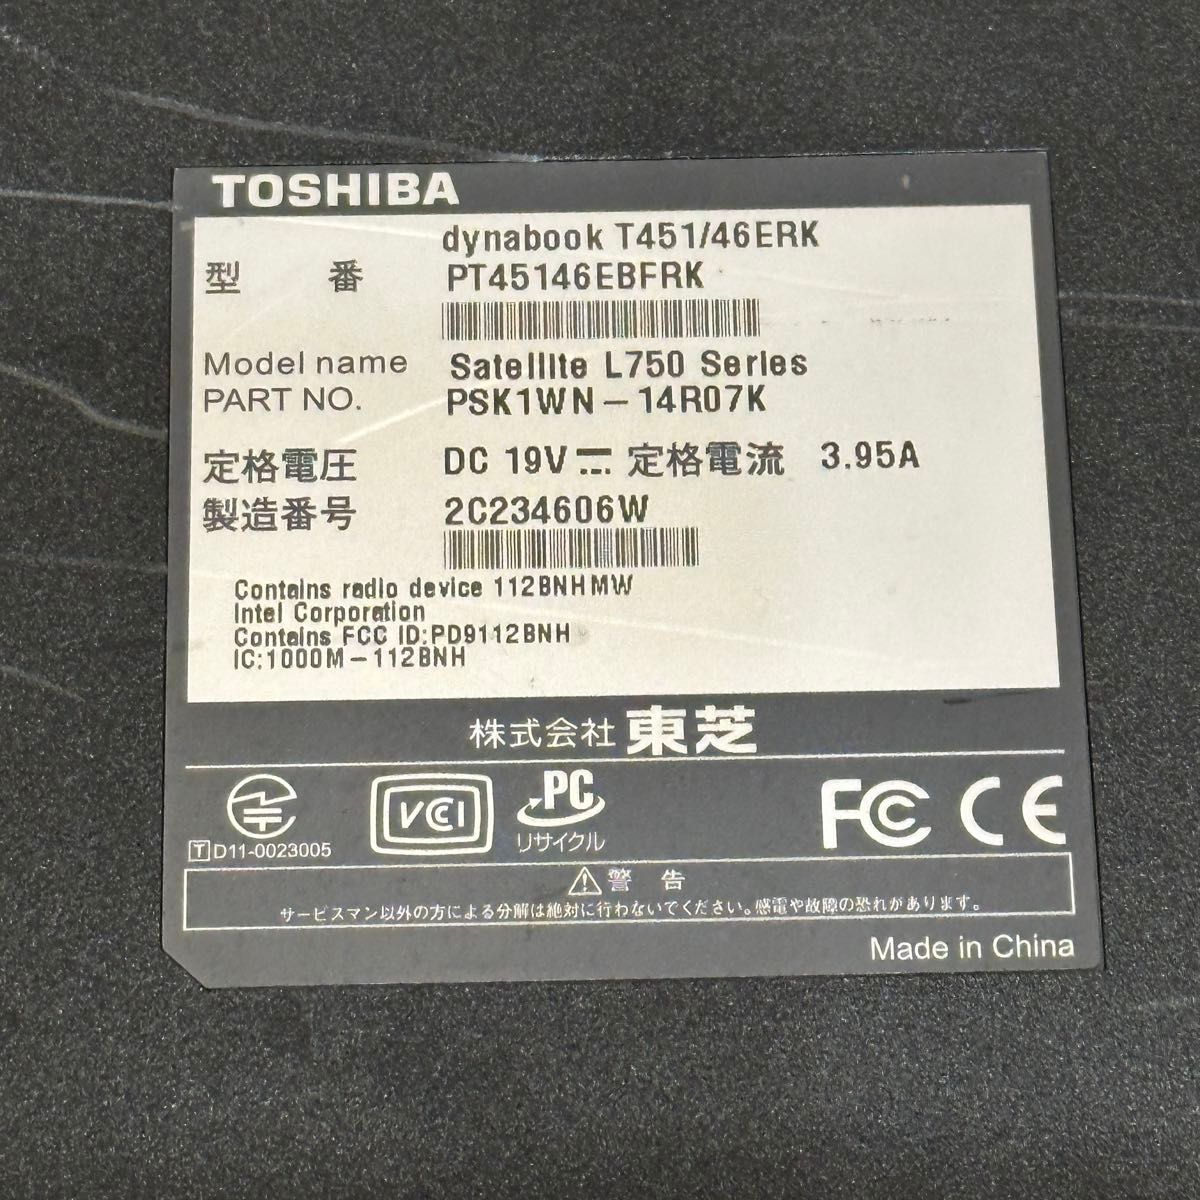 TOSHIBA
dynabook T451/46ERK
型 番 PT45146EBFRK
Model name Satellite L750 Series
PART NO. PSK1WN-14R07K
定格電圧 DC 19V 定格電流 3.95A
製造番号 2C234606W
Contains radio device 112BNHMW
Intel Corporation
Contains FCC ID:PD9112BNH
IC:1000M-112BNH
株式会社 東芝
VCCI PC FC CE
リサイクル
T D11-0023005
警 告
サービスマン以外の方による分解は絶対に行わないでください。感電や故障の恐れがあります。
Made in China